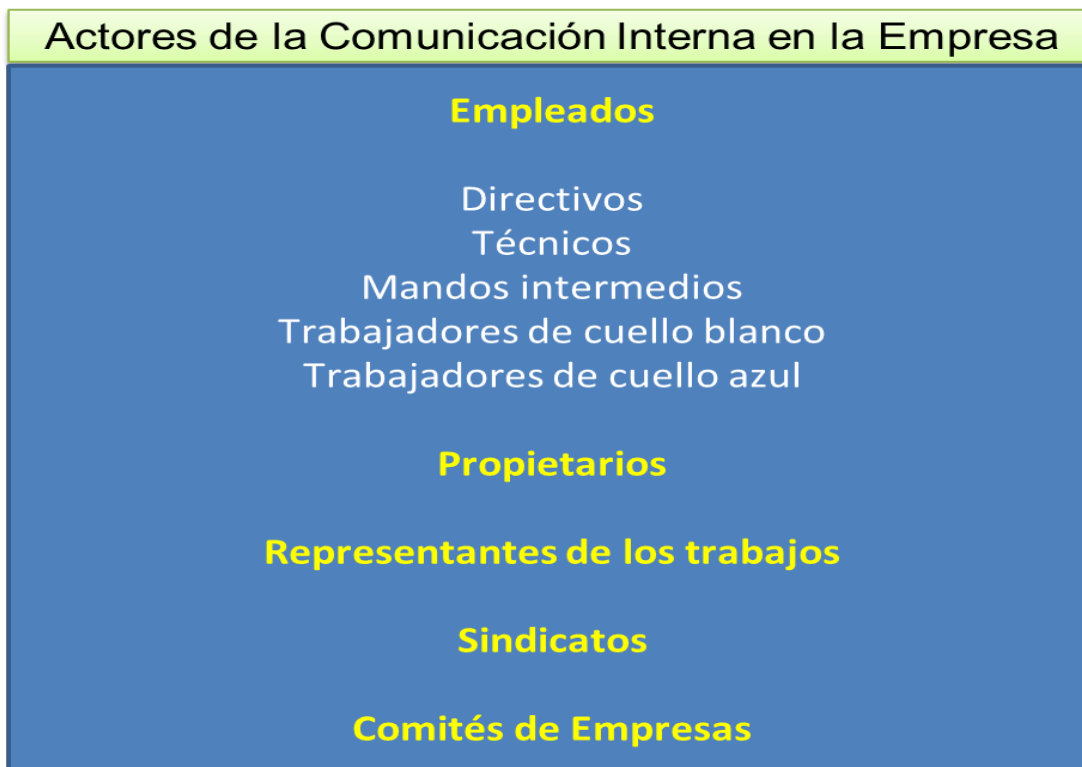 Actores de la Comunicación Interna en la Empresa
Empleados
Directivos
Técnicos
Mandos intermedios
Trabajadores de cuello blanco
Trabajadores de cuello azul
Propietarios
Representantes de los trabajos
Sindicatos
Comités de Empresas